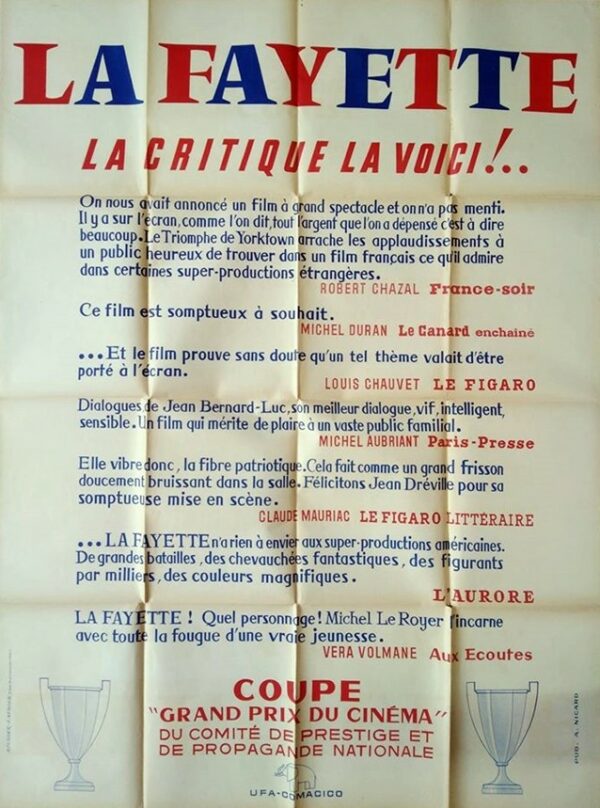 LA FAYETTE
LA CRITIQUE LA VOICI!..
On nous avait annoncé un film à grand spectacle et on n'a pas menti.
Il y a sur l'écran, comme l'on dit, tout l'argent que l'on a dépensé c'est à dire
beaucoup. Le Triomphe de Yorktown arrache les applaudissements à
un public heureux de trouver dans un film français ce qu'il admire
dans certaines super-productions étrangères.
ROBERT CHAZAL France-soir
Ce film est somptueux à souhait.
MICHEL DURAN Le Canard enchaîné
...Et le film prouve sans doute qu'un tel thème valait d'être
porté à l'écran.
LOUIS CHAUVET LE FIGARO
Dialogues de Jean Bernard-Luc, son meilleur dialogue, vif, intelligent,
sensible. Un film qui mérite de plaire à un vaste public familial.
MICHEL AUBRIANT Paris-Presse
Elle vibre donc, la fibre patriotique. Cela fait comme un grand frisson
doucement bruissant dans la salle. Félicitons Jean Dréville pour sa
somptueuse mise en scène.
CLAUDE MAURIAC LE FIGARO LITTÉRAIRE
...LA FAYETTE n'a rien à envier aux super-productions américaines.
De grandes batailles, des chevauchées fantastiques, des figurants
par milliers, des couleurs magnifiques.
L'AURORE
LA FAYETTE ! Quel personnage ! Michel Le Royer l'incarne
avec toute la fougue d'une vraie jeunesse.
VERA VOLMANE Aux Ecoutes
COUPE
"GRAND PRIX DU CINÉMA"
DU COMITÉ DE PRESTIGE ET
DE PROPAGANDE NATIONALE
UFA-COMACICO
PUB. A. NICARD